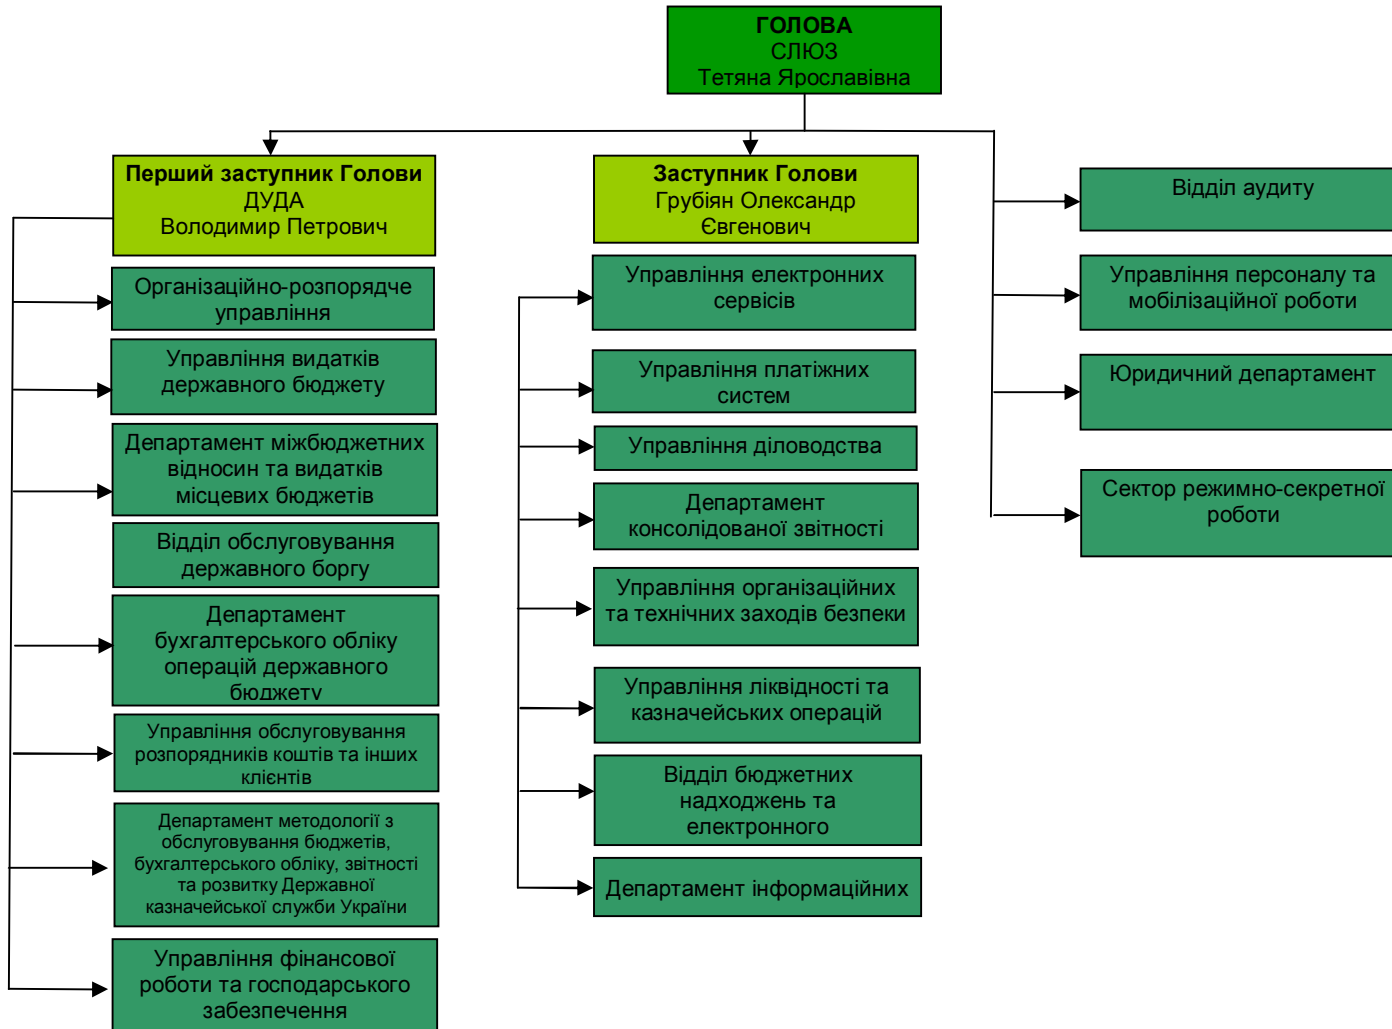 ГОЛОВА
СЛЮЗ
Тетяна Ярославівна
Перший заступник Голови
ДУДА
Володимир Петрович
Організаційно-розпорядче
управління
Управління видатків
державного бюджету
Департамент міжбюджетних
відносин та видатків
місцевих бюджетів
Відділ обслуговування
державного боргу
Департамент
бухгалтерського обліку
операцій державного
бюджету
Управління обслуговування
розпорядників коштів та інших
клієнтів
Департамент методології з
обслуговування бюджетів,
бухгалтерського обліку, звітності
та розвитку Державної
казначейської служби України
Управління фінансової
роботи та господарського
забезпечення
Заступник Голови
Грубіян Олександр
Євгенович
Управління електронних
сервісів
Управління платіжних
систем
Управління діловодства
Департамент
консолідованої звітності
Управління організаційних
та технічних заходів безпеки
Управління ліквідності та
казначейських операцій
Відділ бюджетних
надходжень та
електронного
Департамент інформаційних
Відділ аудиту
Управління персоналу та
мобілізаційної роботи
Юридичний департамент
Сектор режимно-секретної
роботи